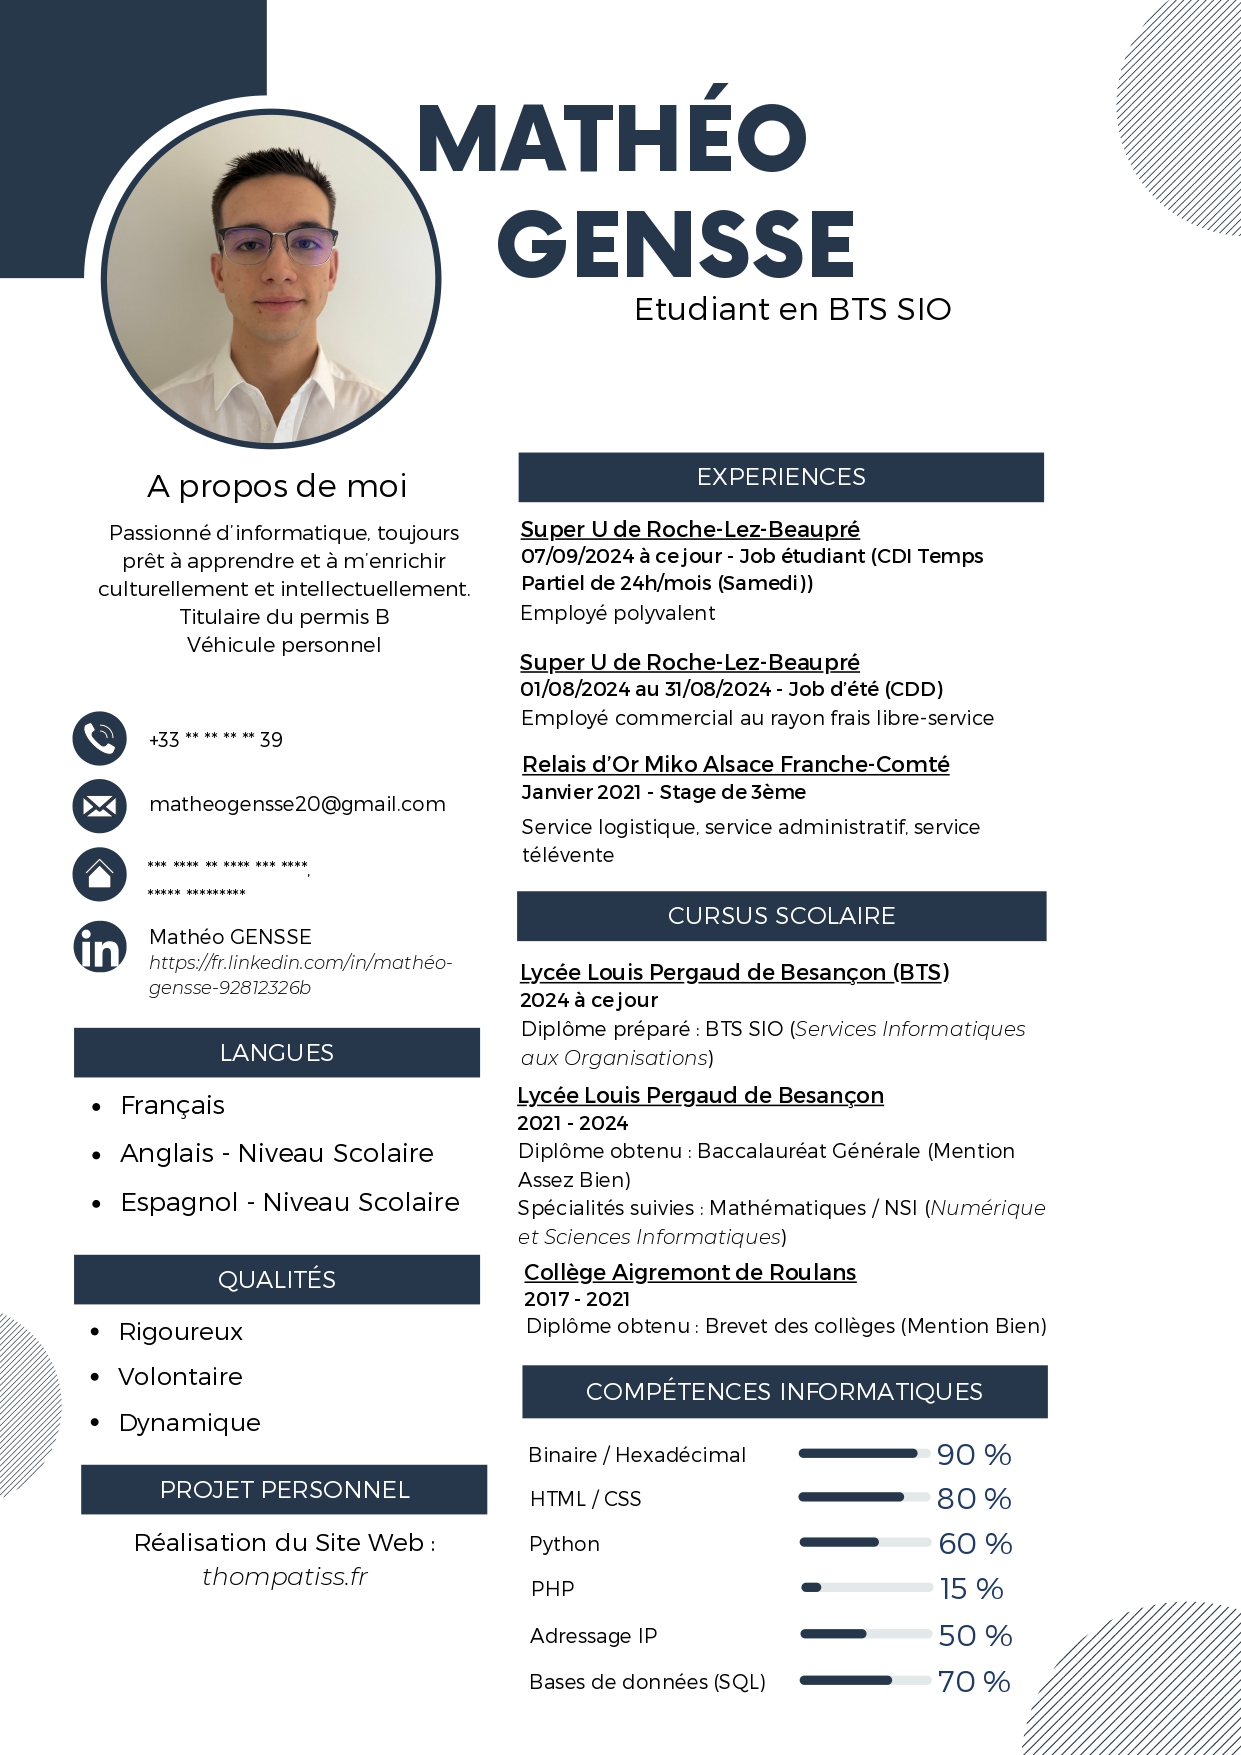 MATHÉO
GENSSE
Etudiant en BTS SIO
A propos de moi
Passionné d'informatique, toujours
prêt à apprendre et à m'enrichir
culturellement et intellectuellement.
Titulaire du permis B
Véhicule personnel
+33 ** ** ** ** 39
matheogensse20@gmail.com
*** **** ** **** *** ****,
***** *********
Mathéo GENSSE
https://fr.linkedin.com/in/mathéo-
gensse-92812326b
LANGUES
• Français
• Anglais - Niveau Scolaire
• Espagnol - Niveau Scolaire
QUALITÉS
• Rigoureux
• Volontaire
• Dynamique
PROJET PERSONNEL
Réalisation du Site Web :
thompatiss.fr
EXPERIENCES
Super U de Roche-Lez-Beaupré
07/09/2024 à ce jour - Job étudiant (CDI Temps
Partiel de 24h/mois (Samedi))
Employé polyvalent
Super U de Roche-Lez-Beaupré
01/08/2024 au 31/08/2024 - Job d'été (CDD)
Employé commercial au rayon frais libre-service
Relais d'Or Miko Alsace Franche-Comté
Janvier 2021 - Stage de 3ème
Service logistique, service administratif, service
télévente
CURSUS SCOLAIRE
Lycée Louis Pergaud de Besançon (BTS)
2024 à ce jour
Diplôme préparé : BTS SIO (Services Informatiques
aux Organisations)
Lycée Louis Pergaud de Besançon
2021 - 2024
Diplôme obtenu : Baccalauréat Générale (Mention
Assez Bien)
Spécialités suivies : Mathématiques / NSI (Numérique
et Sciences Informatiques)
Collège Aigremont de Roulans
2017 - 2021
Diplôme obtenu : Brevet des collèges (Mention Bien)
COMPÉTENCES INFORMATIQUES
Binaire / Hexadécimal 90 %
HTML / CSS 80 %
Python 60 %
PHP 15 %
Adressage IP 50 %
Bases de données (SQL) 70 %